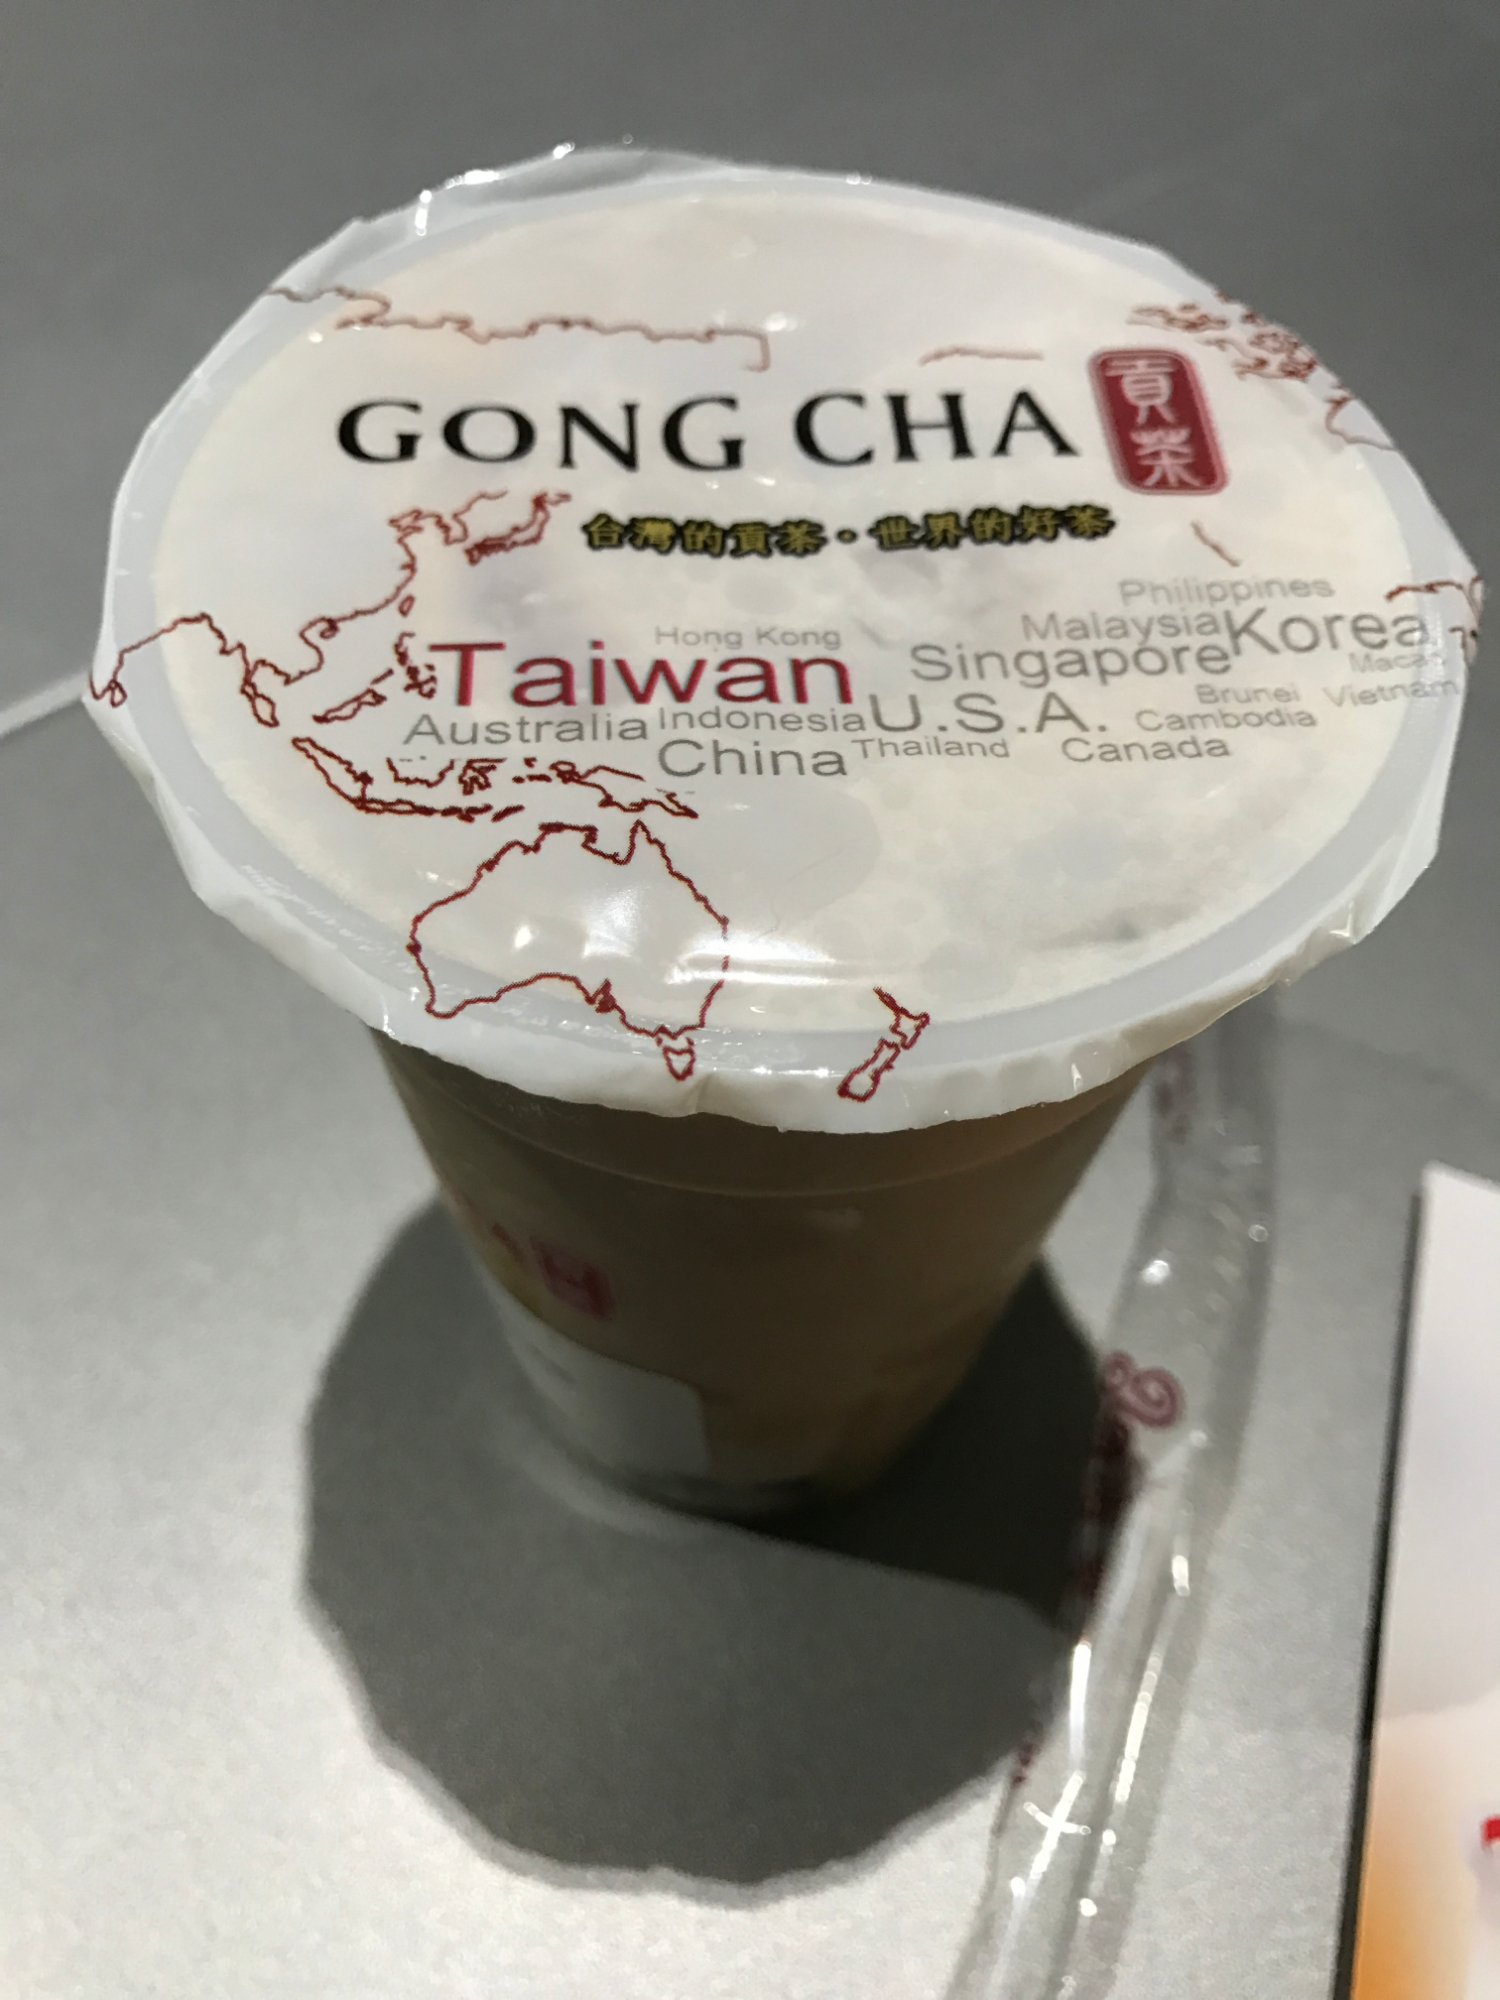 GONG CHA 貢茶
台灣的貢茶・世界的好茶
Philippines
Hong Kong Malaysia Korea
Taiwan Singapore Macao
Brunei Vietnam
Australia Indonesia U.S.A. Cambodia
China Thailand Canada